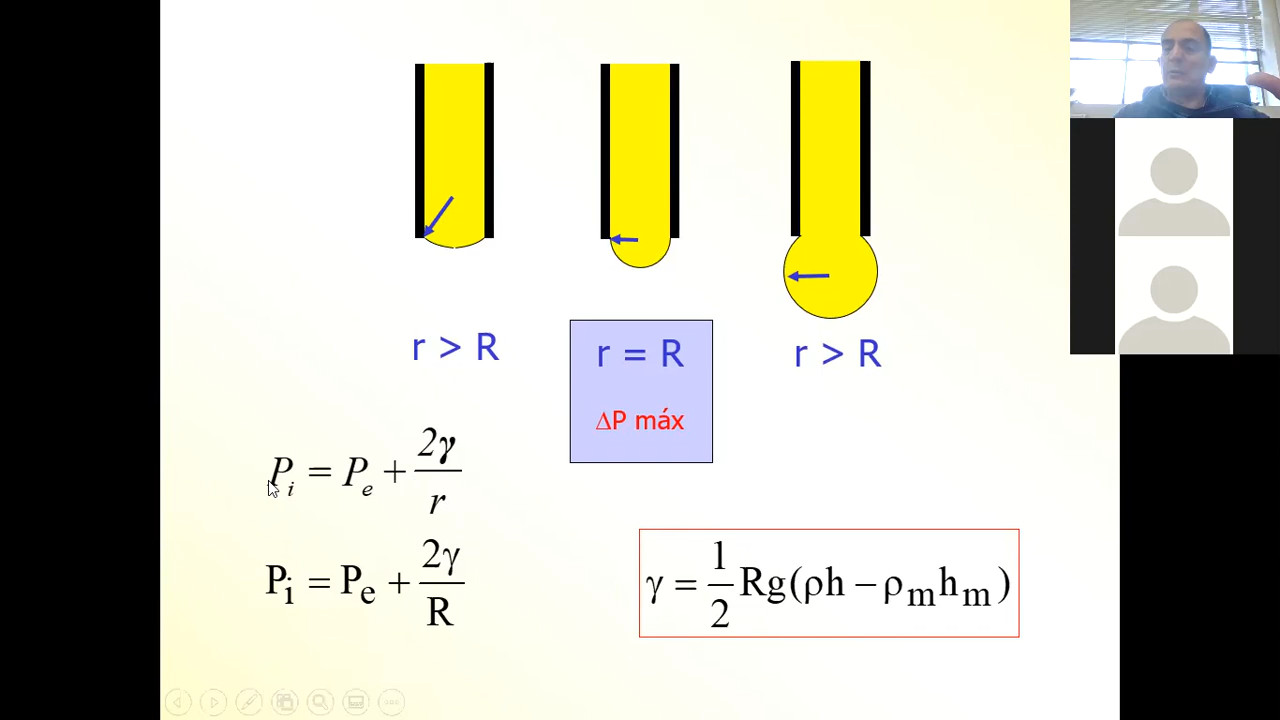 r > R
r = R
r > R
ΔP máx
P_i = P_e + 2γ/r
P_i = P_e + 2γ/R
γ = 1/2 Rg(ρh − ρ_m h_m)